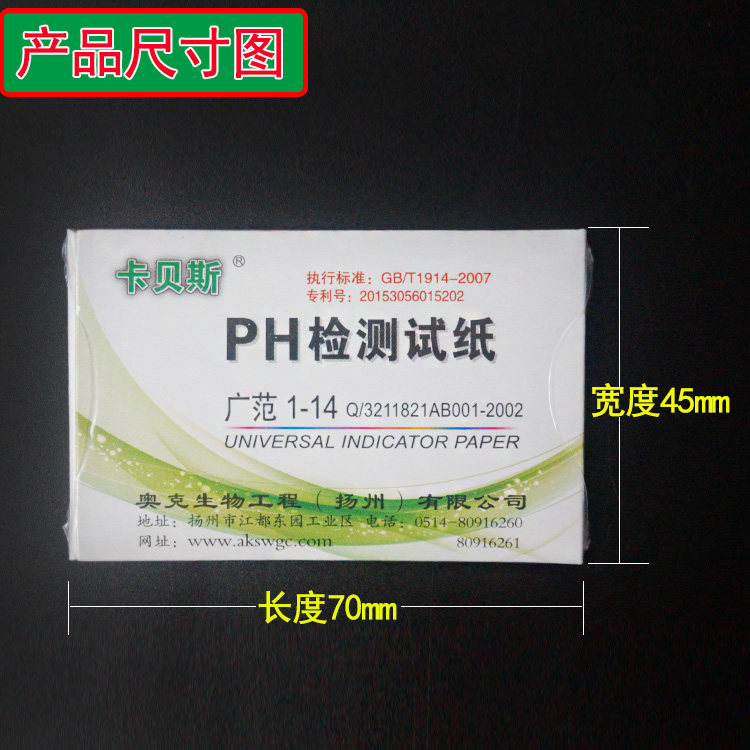 产品尺寸图
卡贝斯®
执行标准：GB/T1914-2007
专利号：20153056015202
PH检测试纸
广范 1-14 Q/3211821AB001-2002
UNIVERSAL INDICATOR PAPER
奥克生物工程（扬州）有限公司
地址：扬州市江都东园工业区 电话：0514-80916260
网址：www.akswgc.com 80916261
宽度45mm
长度70mm